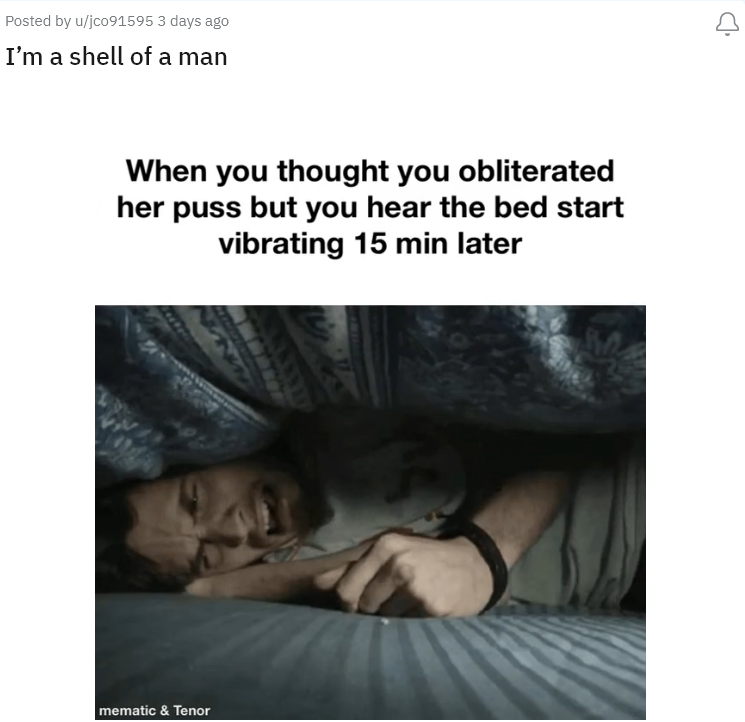 Posted by u/jco91595 3 days ago
I’m a shell of a man
When you thought you obliterated
her puss but you hear the bed start
vibrating 15 min later
mematic & Tenor